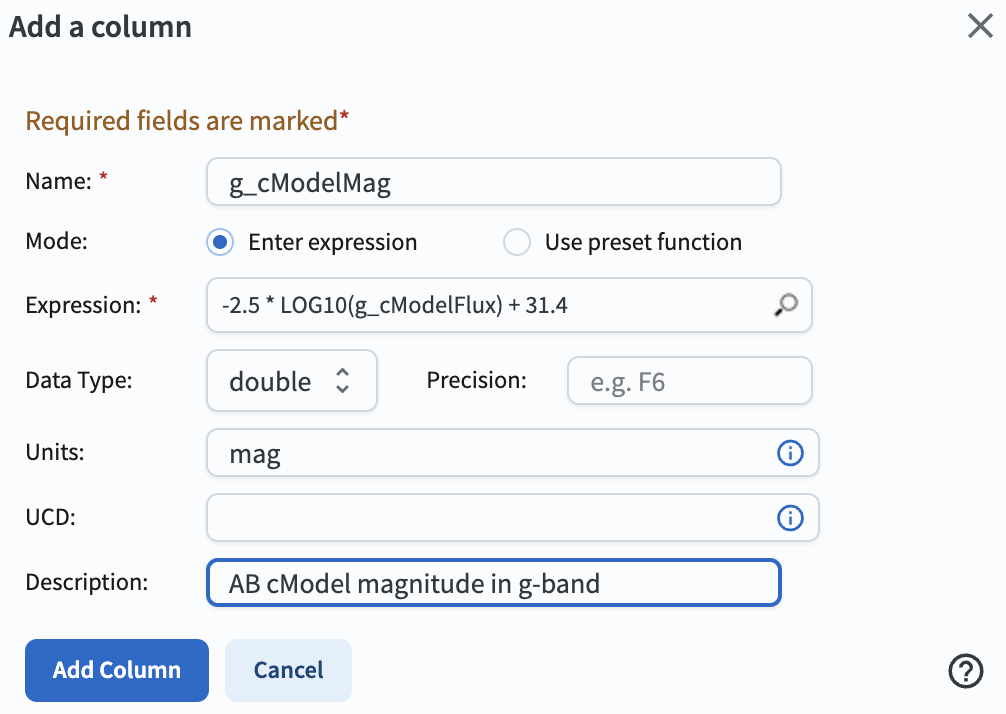 Add a column
Required fields are marked*
Name: * g_cModelMag
Mode: Enter expression Use preset function
Expression: * -2.5 * LOG10(g_cModelFlux) + 31.4
Data Type: double Precision: e.g. F6
Units: mag
UCD:
Description: AB cModel magnitude in g-band
Add Column Cancel